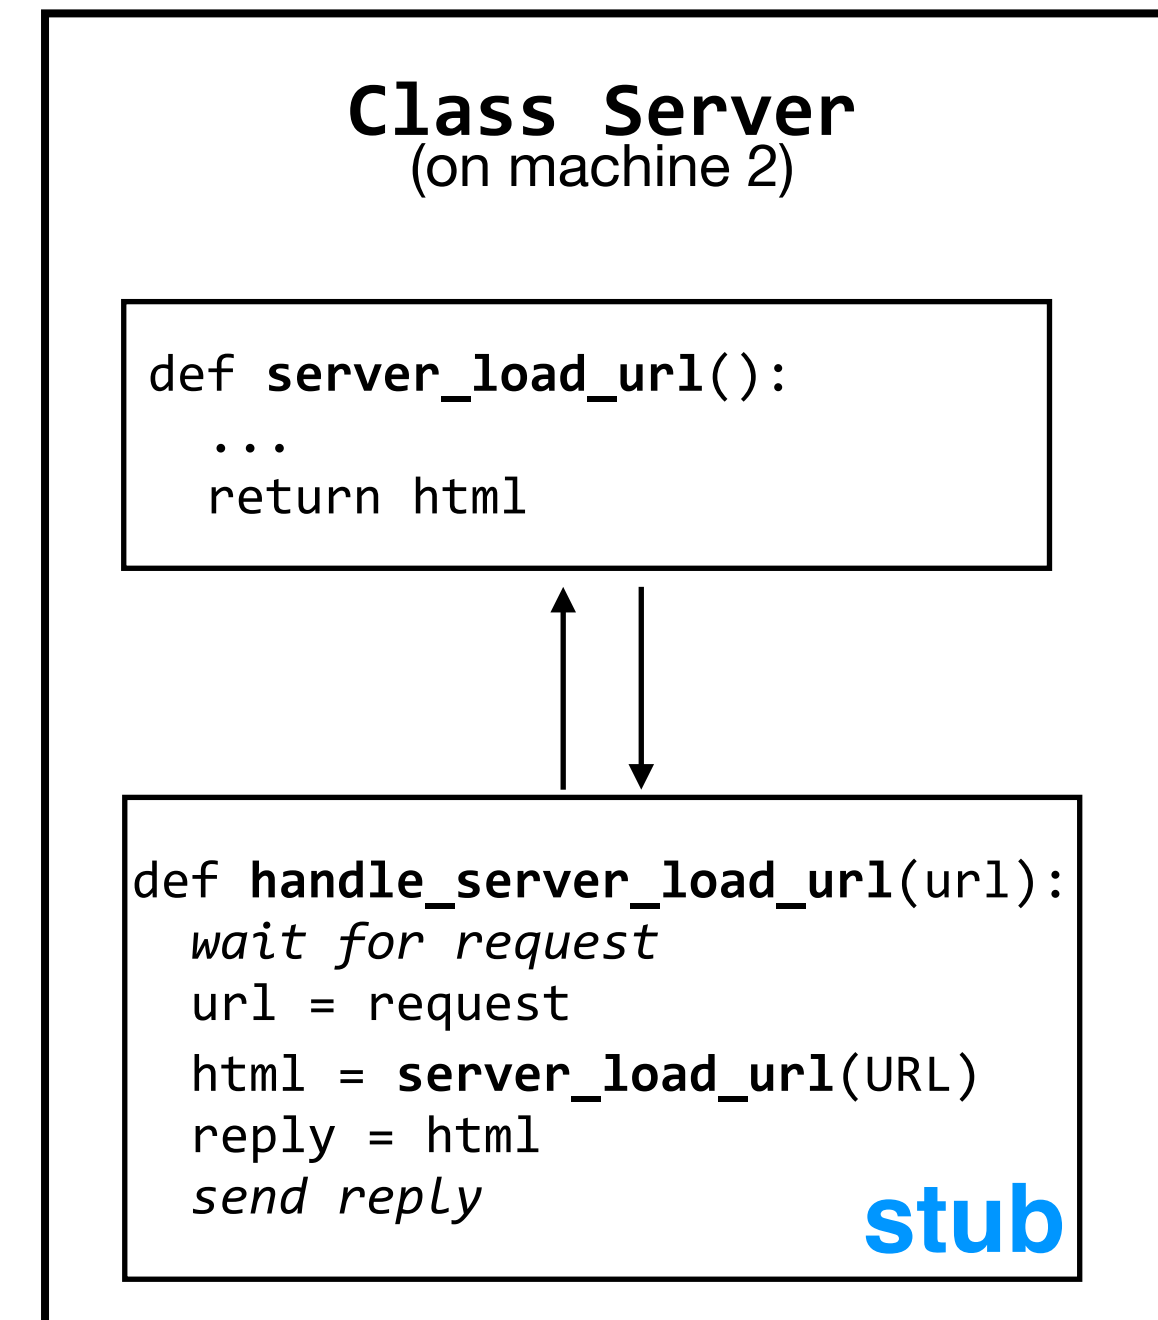 Class Server
(on machine 2)
def server_load_url():
...
return html
def handle_server_load_url(url):
wait for request
url = request
html = server_load_url(URL)
reply = html
send reply
stub